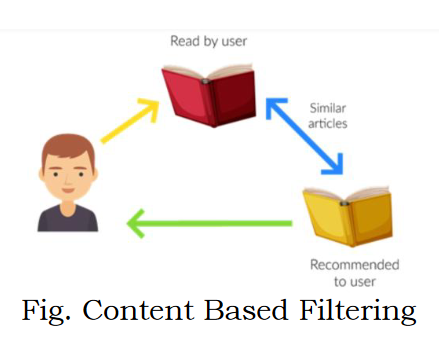 Read by user
Similar
articles
Recommended
to user
Fig. Content Based Filtering